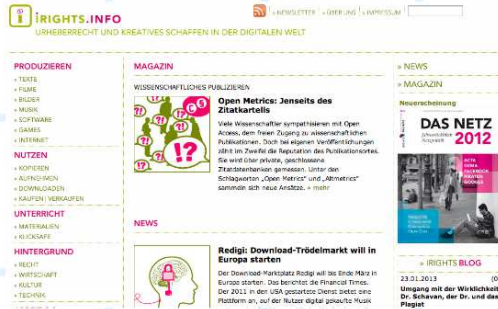 iRIGHTS.INFO
URHEBERRECHT UND KREATIVES SCHAFFEN IN DER DIGITALEN WELT
» NEWSLETTER » ÜBER UNS » IMPRESSUM
PRODUZIEREN
» TEXTE
» FILME
» BILDER
» MUSIK
» SOFTWARE
» GAMES
» INTERNET
NUTZEN
» KOPIEREN
» AUFNEHMEN
» DOWNLOADEN
» KAUFEN | VERKAUFEN
UNTERRICHT
» MATERIALIEN
» KLICKSAFE
HINTERGRUND
» RECHT
» WIRTSCHAFT
» KULTUR
» TECHNIK
MAGAZIN
WISSENSCHAFTLICHES PUBLIZIEREN
?! © $
?!
?!
!?
Open Metrics: Jenseits des
Zitatkartells
Viele Wissenschaftler sympathisieren mit Open
Access, dem freien Zugang zu wissenschaftlichen
Publikationen. Doch bei eigenen Veröffentlichungen
zählt im Zweifel die Reputation des Publikationsortes.
Sie wird über private, geschlossene
Zitatdatenbanken gemessen. Unter den
Schlagworten „Open Metrics“ und „Altmetrics“
sammeln sich neue Ansätze. » mehr
NEWS
Redigi: Download-Trödelmarkt will in
Europa starten
Der Download-Marktplatz Redigi will bis Ende März in
Europa starten. Das berichtet die Financial Times.
Der 2011 in den USA gestartete Dienst bietet eine
Plattform an, auf der Nutzer digital gekaufte Musik
» NEWS
» MAGAZIN
Neuerscheinung
DAS NETZ
2012
ACTA
GEMA
FACEBOOK
PIRATEN
GOOGLE
» IRIGHTS BLOG
23.01.2013
Umgang mit der Wirklichkeit
Dr. Schavan, der Dr. und das
Plagiat